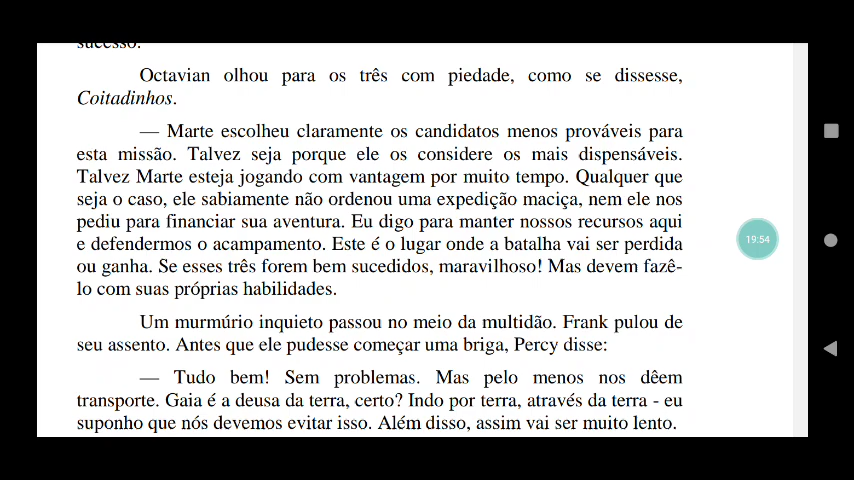 sucesso.
Octavian olhou para os três com piedade, como se dissesse,
Coitadinhos.
— Marte escolheu claramente os candidatos menos prováveis para
esta missão. Talvez seja porque ele os considere os mais dispensáveis.
Talvez Marte esteja jogando com vantagem por muito tempo. Qualquer que
seja o caso, ele sabiamente não ordenou uma expedição maciça, nem ele nos
pediu para financiar sua aventura. Eu digo para manter nossos recursos aqui
e defendermos o acampamento. Este é o lugar onde a batalha vai ser perdida
ou ganha. Se esses três forem bem sucedidos, maravilhoso! Mas devem fazê-
lo com suas próprias habilidades.
Um murmúrio inquieto passou no meio da multidão. Frank pulou de
seu assento. Antes que ele pudesse começar uma briga, Percy disse:
— Tudo bem! Sem problemas. Mas pelo menos nos dêem
transporte. Gaia é a deusa da terra, certo? Indo por terra, através da terra - eu
suponho que nós devemos evitar isso. Além disso, assim vai ser muito lento.
19:54